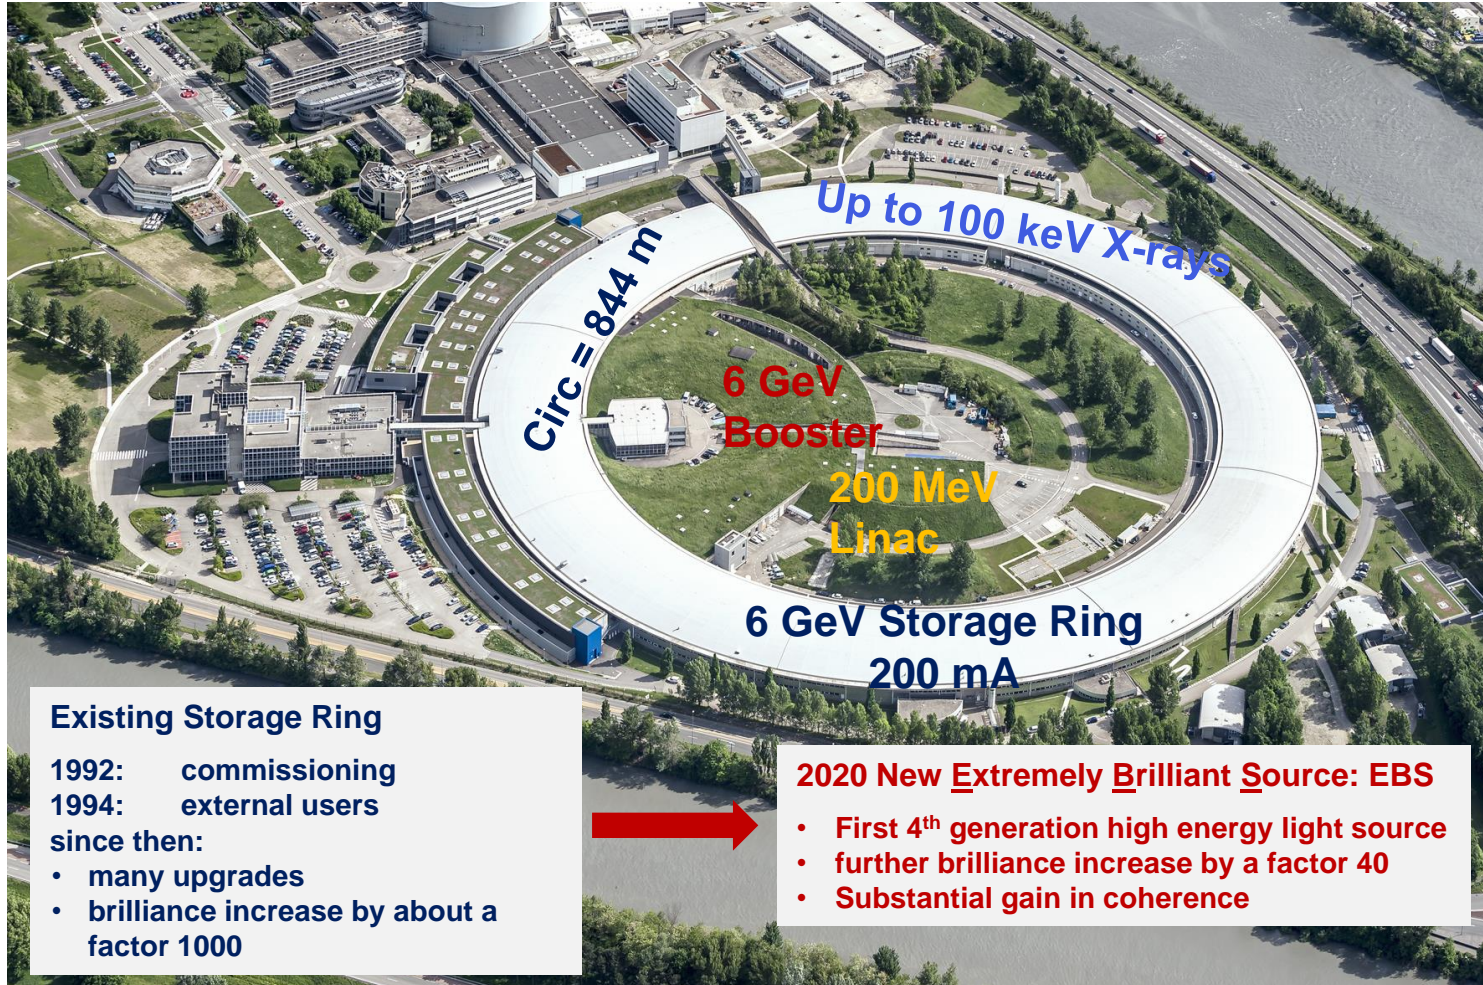 Up to 100 keV X-rays
Circ = 844 m
6 GeV
Booster
200 MeV
Linac
6 GeV Storage Ring
200 mA
Existing Storage Ring
1992: commissioning
1994: external users
since then:
• many upgrades
• brilliance increase by about a
factor 1000
2020 New Extremely Brilliant Source: EBS
• First 4th generation high energy light source
• further brilliance increase by a factor 40
• Substantial gain in coherence